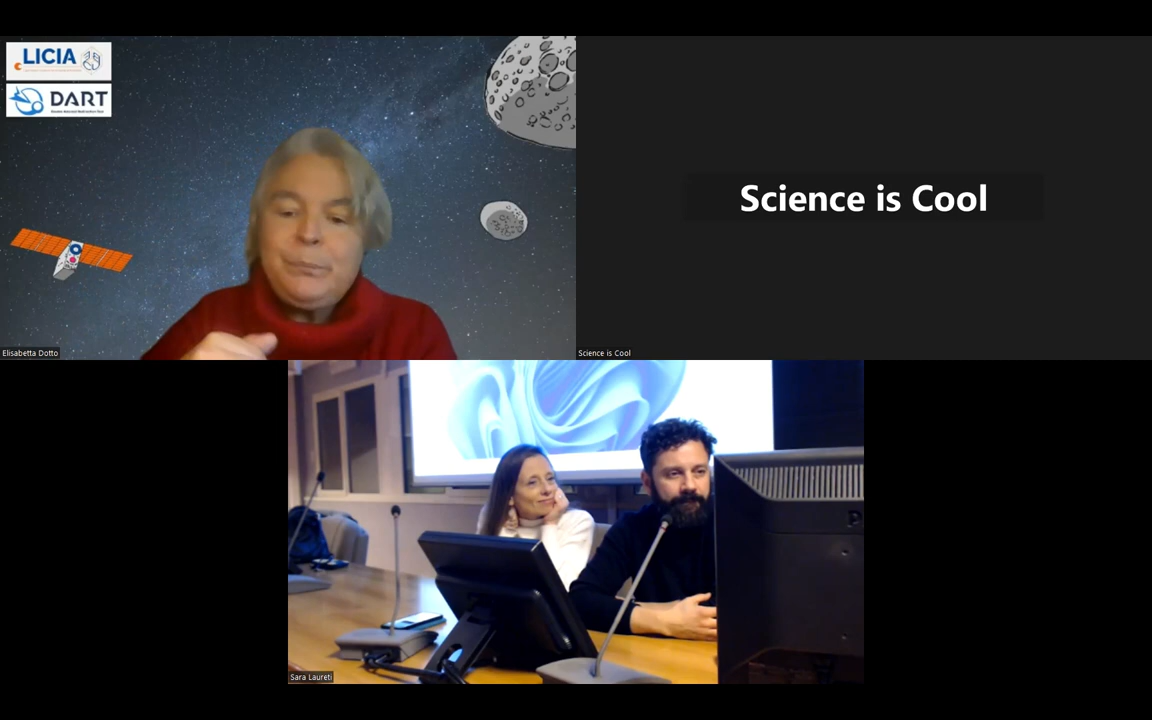 LICIA
DART
Elisabetta Dotto
Science is Cool
Science is Cool
Sara Laureti